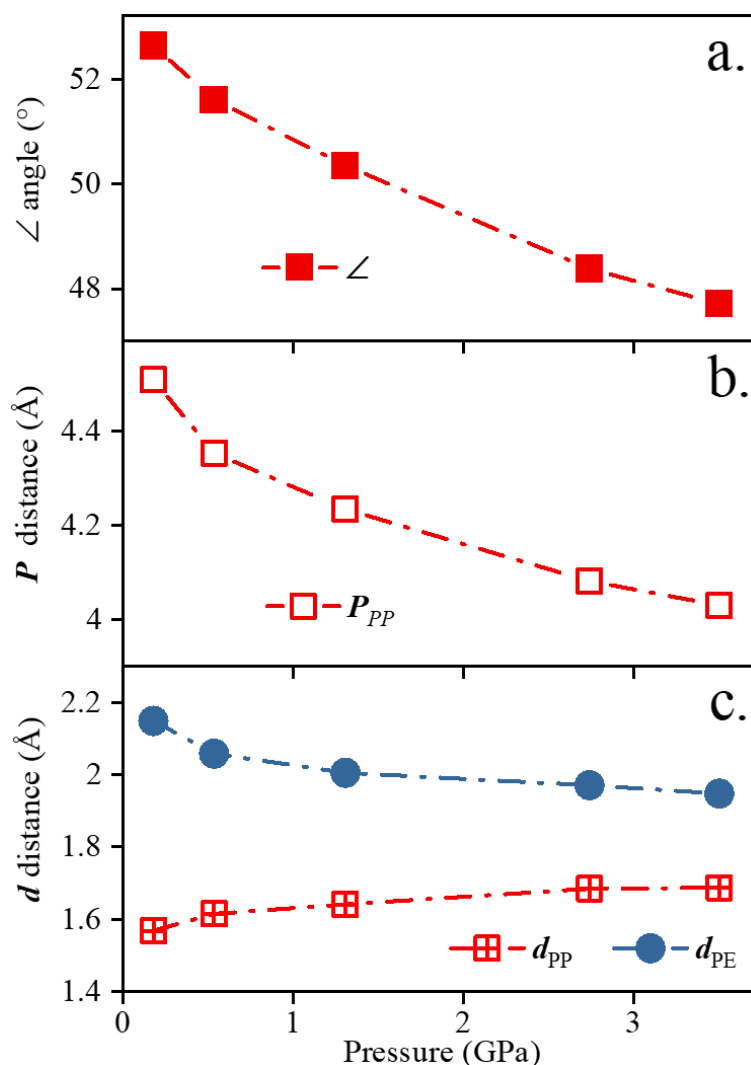 a.
52
50
48
∠ angle (°)
∠
b.
4.4
4.2
4
P distance (Å)
P_PP
c.
2.2
2
1.8
1.6
1.4
d distance (Å)
d_PP d_PE
0 1 2 3
Pressure (GPa)